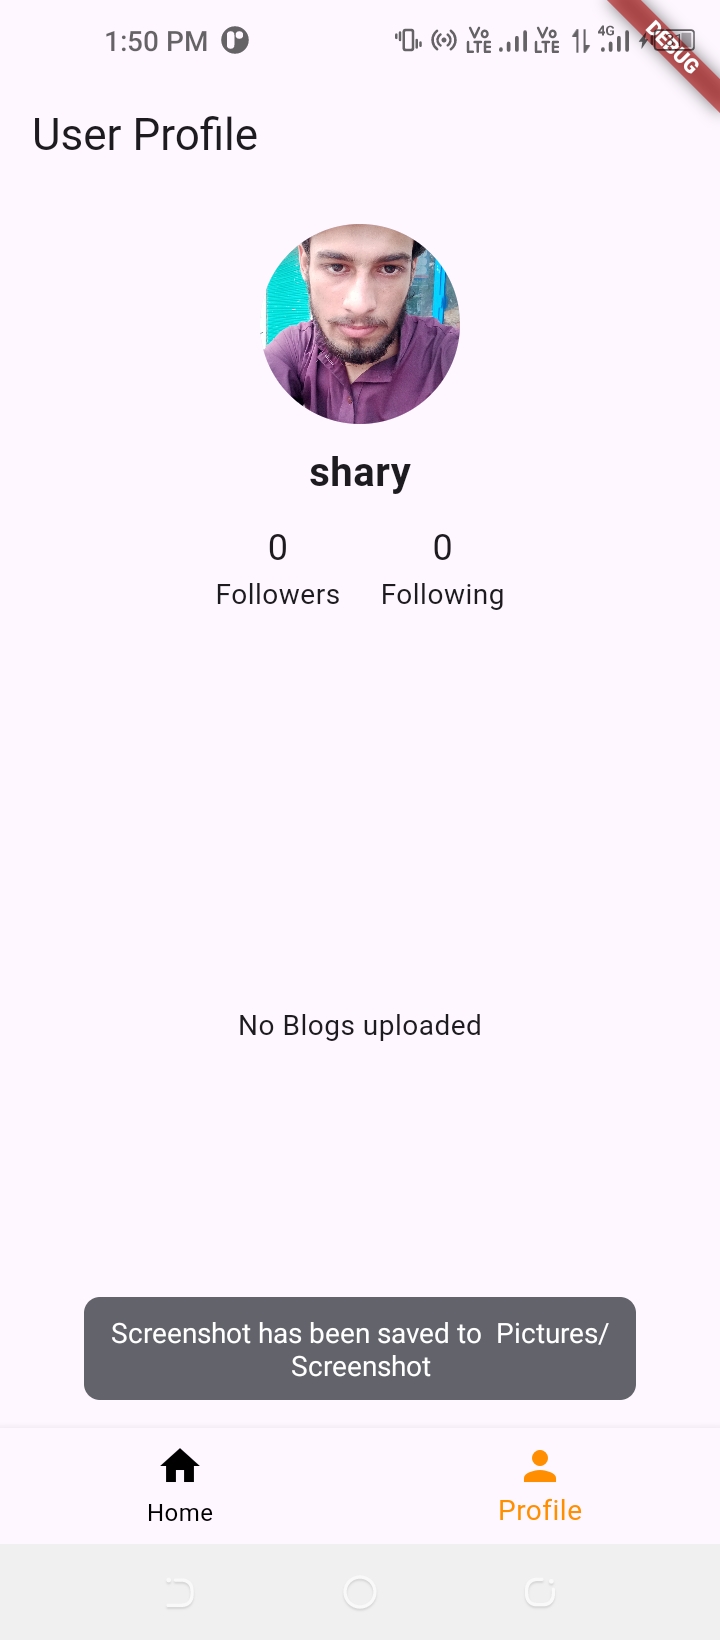 1:50 PM
Vo LTE Vo LTE 4G
DEBUG
User Profile
shary
0 0
Followers Following
No Blogs uploaded
Screenshot has been saved to  Pictures/
Screenshot
Home Profile